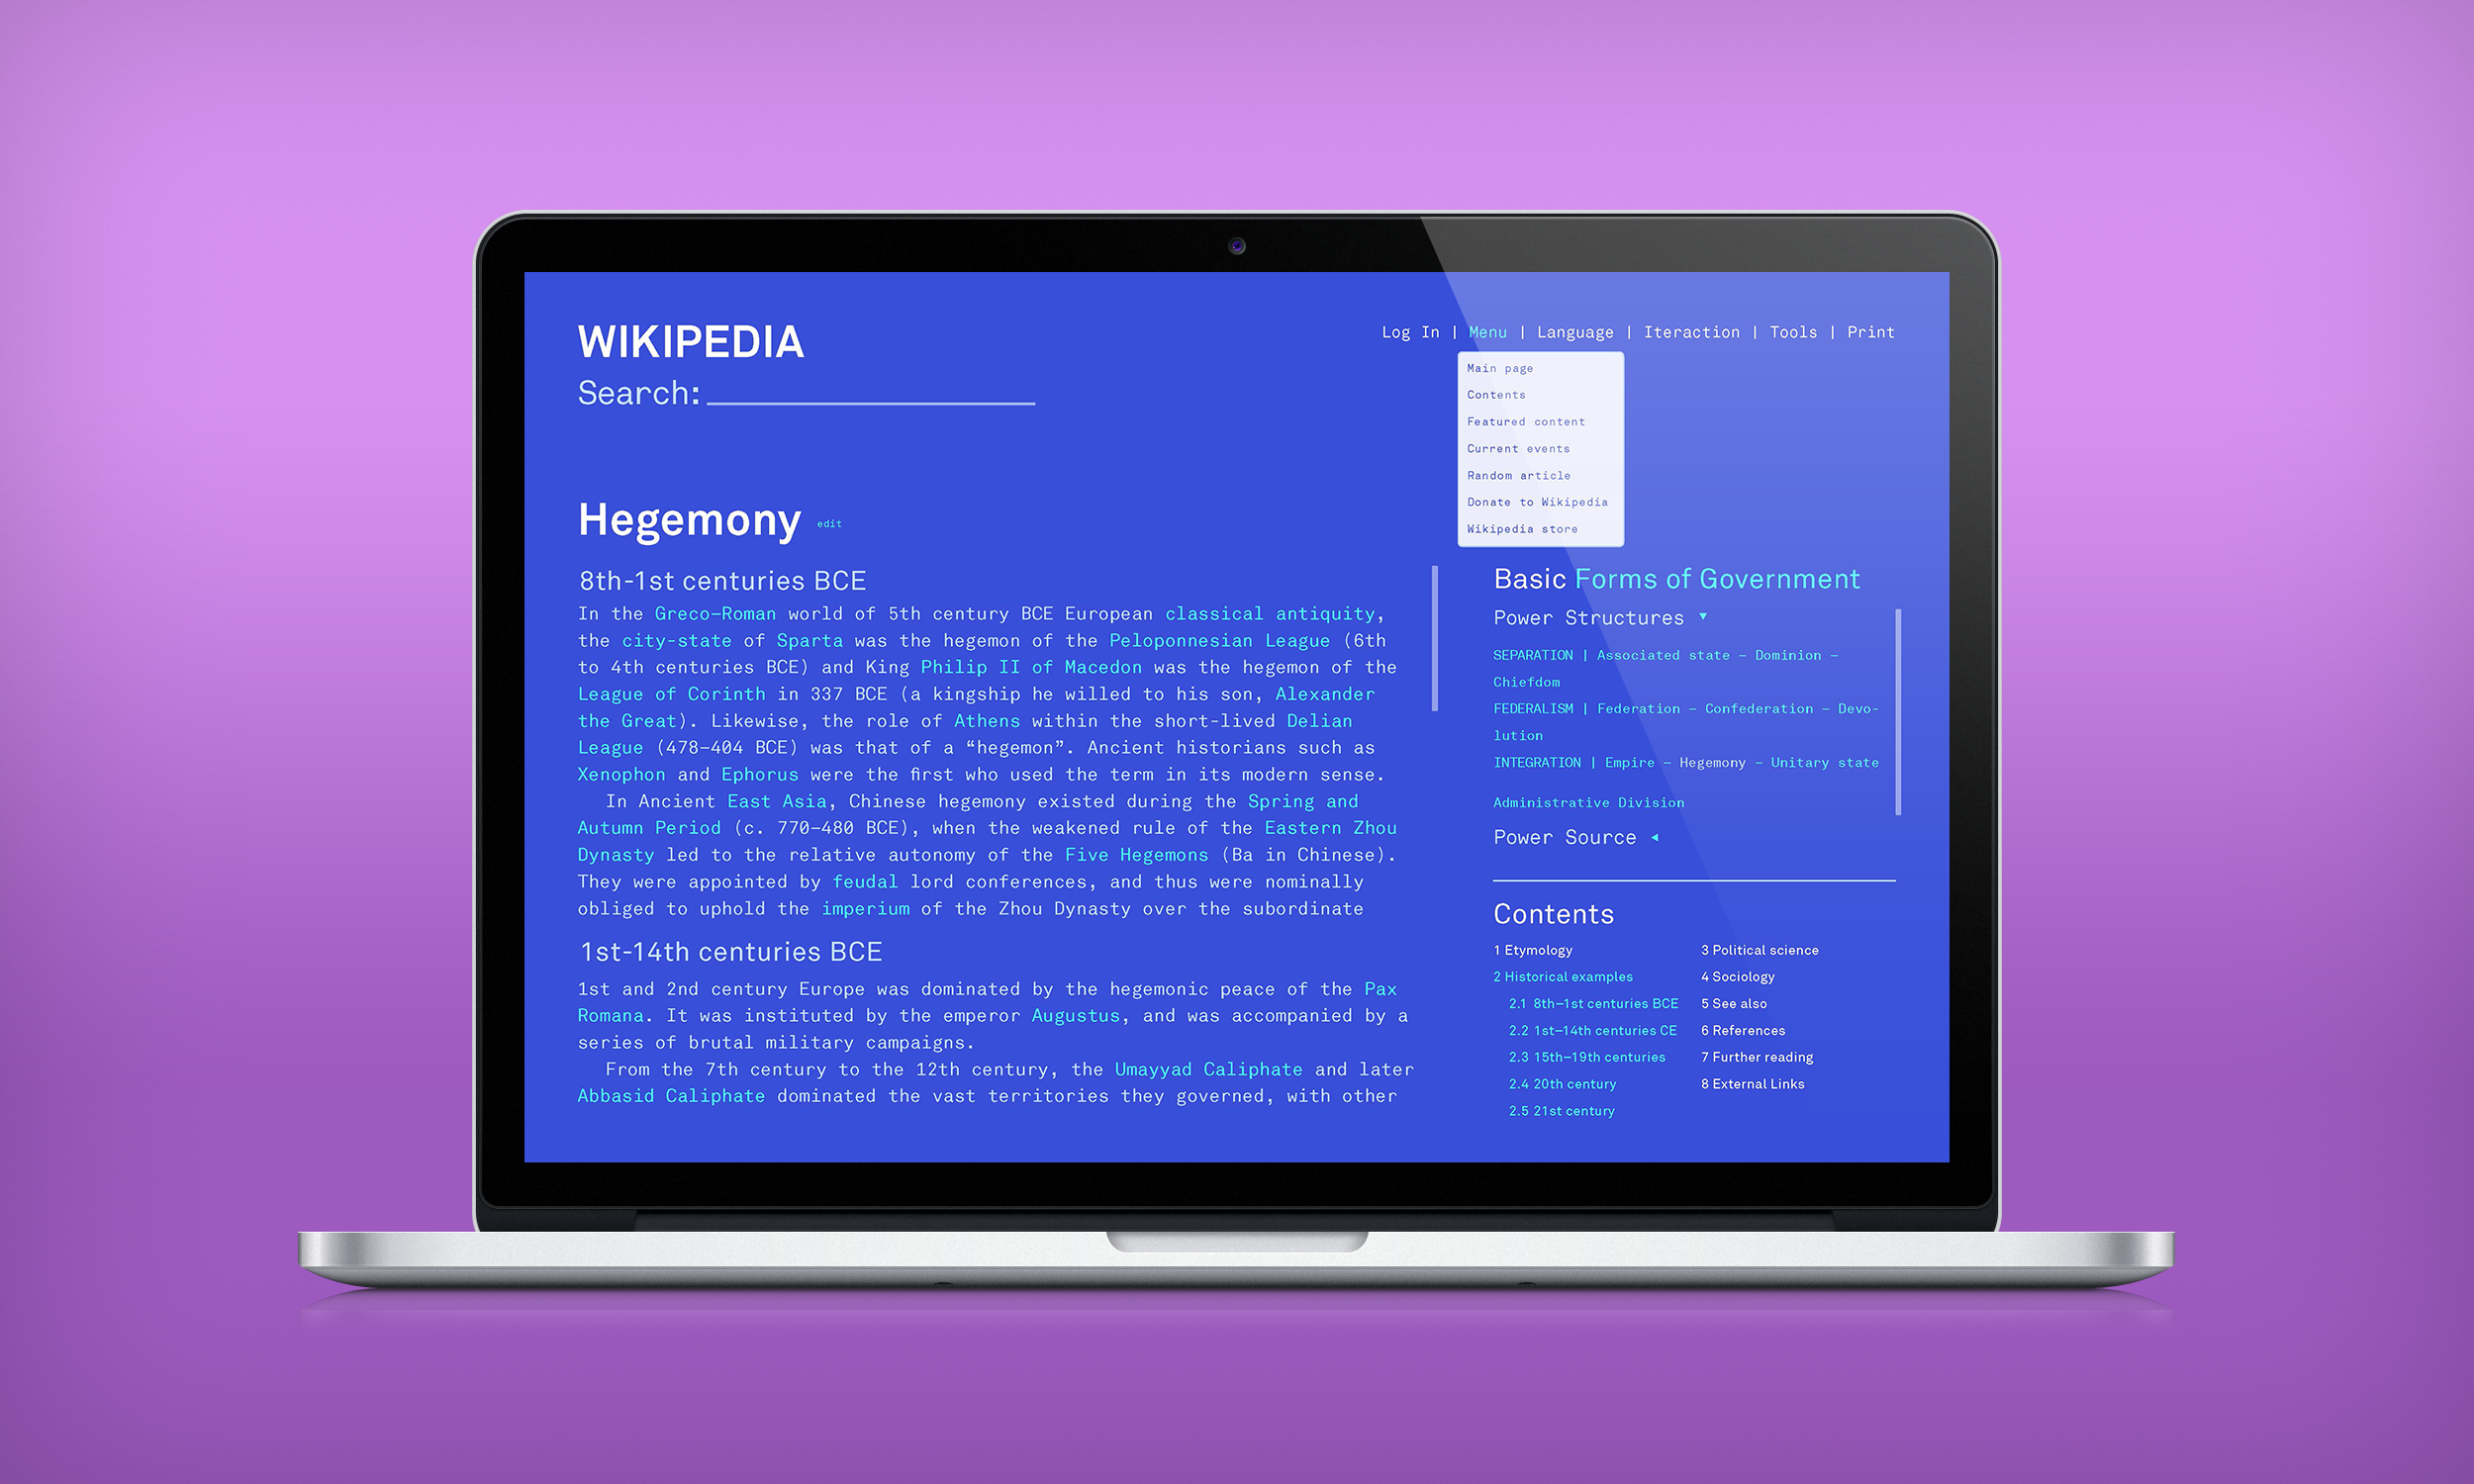 WIKIPEDIA
Search:
Log In | Menu | Language | Iteraction | Tools | Print
Main page
Contents
Featured content
Current events
Random article
Donate to Wikipedia
Wikipedia store
Hegemony edit
8th-1st centuries BCE
In the Greco–Roman world of 5th century BCE European classical antiquity,
the city-state of Sparta was the hegemon of the Peloponnesian League (6th
to 4th centuries BCE) and King Philip II of Macedon was the hegemon of the
League of Corinth in 337 BCE (a kingship he willed to his son, Alexander
the Great). Likewise, the role of Athens within the short-lived Delian
League (478–404 BCE) was that of a “hegemon”. Ancient historians such as
Xenophon and Ephorus were the first who used the term in its modern sense.
In Ancient East Asia, Chinese hegemony existed during the Spring and
Autumn Period (c. 770–480 BCE), when the weakened rule of the Eastern Zhou
Dynasty led to the relative autonomy of the Five Hegemons (Ba in Chinese).
They were appointed by feudal lord conferences, and thus were nominally
obliged to uphold the imperium of the Zhou Dynasty over the subordinate
1st-14th centuries BCE
1st and 2nd century Europe was dominated by the hegemonic peace of the Pax
Romana. It was instituted by the emperor Augustus, and was accompanied by a
series of brutal military campaigns.
From the 7th century to the 12th century, the Umayyad Caliphate and later
Abbasid Caliphate dominated the vast territories they governed, with other
Basic Forms of Government
Power Structures
SEPARATION | Associated state – Dominion –
Chiefdom
FEDERALISM | Federation – Confederation – Devo-
lution
INTEGRATION | Empire – Hegemony – Unitary state
Administrative Division
Power Source
Contents
1 Etymology
2 Historical examples
2.1 8th–1st centuries BCE
2.2 1st–14th centuries CE
2.3 15th–19th centuries
2.4 20th century
2.5 21st century
3 Political science
4 Sociology
5 See also
6 References
7 Further reading
8 External Links